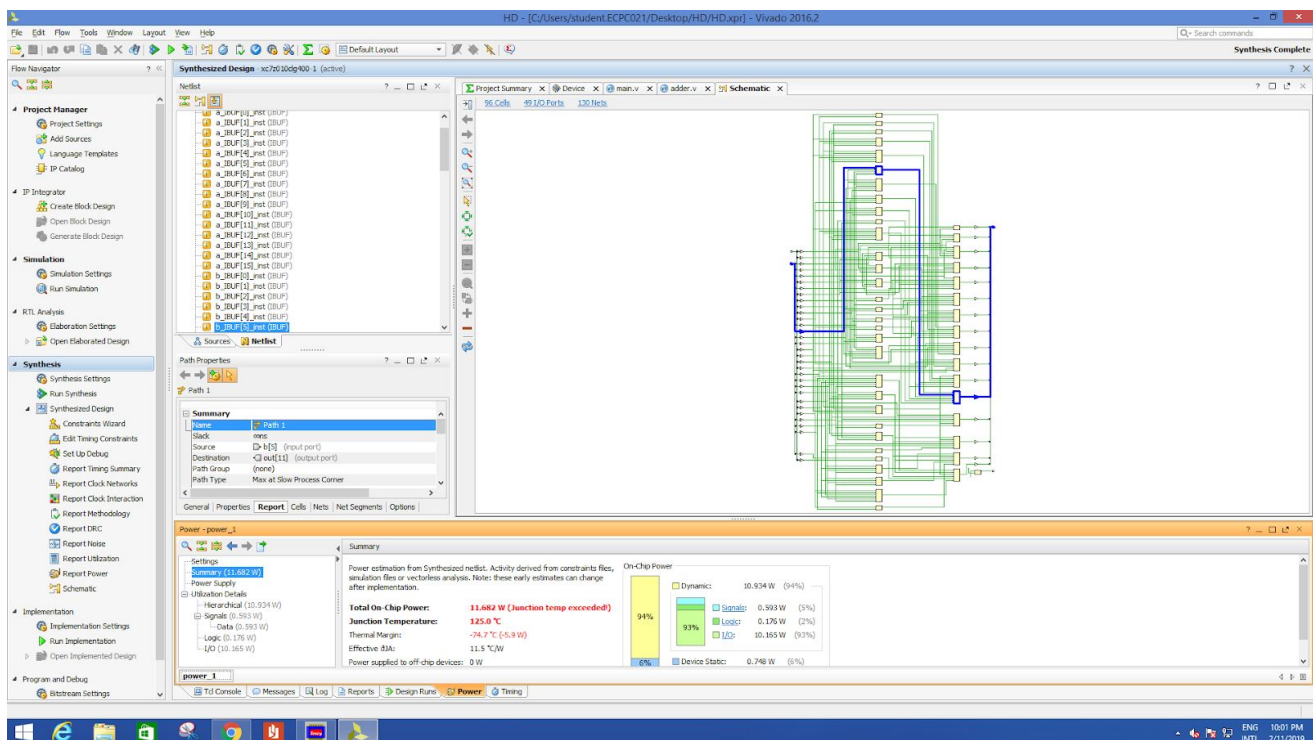 HD - [C:/Users/student.ECPC021/Desktop/HD/HD.xpr] - Vivado 2016.2
File Edit Flow Tools Window Layout View Help
Search commands
Default Layout
Synthesis Complete
Flow Navigator
Project Manager
Project Settings
Add Sources
Language Templates
IP Catalog
IP Integrator
Create Block Design
Open Block Design
Generate Block Design
Simulation
Simulation Settings
Run Simulation
RTL Analysis
Elaboration Settings
Open Elaborated Design
Synthesis
Synthesis Settings
Run Synthesis
Synthesized Design
Constraints Wizard
Edit Timing Constraints
Set Up Debug
Report Timing Summary
Report Clock Networks
Report Clock Interaction
Report Methodology
Report DRC
Report Noise
Report Utilization
Report Power
Schematic
Implementation
Implementation Settings
Run Implementation
Open Implemented Design
Program and Debug
Bitstream Settings
Synthesized Design - xc7z010clg400-1 (active)
Netlist
a_IBUF[0]_inst (IBUF)
a_IBUF[1]_inst (IBUF)
a_IBUF[2]_inst (IBUF)
a_IBUF[3]_inst (IBUF)
a_IBUF[4]_inst (IBUF)
a_IBUF[5]_inst (IBUF)
a_IBUF[6]_inst (IBUF)
a_IBUF[7]_inst (IBUF)
a_IBUF[8]_inst (IBUF)
a_IBUF[9]_inst (IBUF)
a_IBUF[10]_inst (IBUF)
a_IBUF[11]_inst (IBUF)
a_IBUF[12]_inst (IBUF)
a_IBUF[13]_inst (IBUF)
a_IBUF[14]_inst (IBUF)
a_IBUF[15]_inst (IBUF)
b_IBUF[0]_inst (IBUF)
b_IBUF[1]_inst (IBUF)
b_IBUF[2]_inst (IBUF)
b_IBUF[3]_inst (IBUF)
b_IBUF[4]_inst (IBUF)
b_IBUF[5]_inst (IBUF)
Sources Netlist
Path Properties
Path 1
Summary
Name Path 1
Slack ∞ns
Source b[5] (input port)
Destination out[11] (output port)
Path Group (none)
Path Type Max at Slow Process Corner
General Properties Report Cells Nets Net Segments Options
Project Summary Device main.v adder.v Schematic
96 Cells 49 I/O Ports 130 Nets
Power - power_1
Settings
Summary (11.682 W)
Power Supply
Utilization Details
Hierarchical (10.934 W)
Signals (0.593 W)
Data (0.593 W)
Logic (0.176 W)
I/O (10.165 W)
Summary
Power estimation from Synthesized netlist. Activity derived from constraints files,
simulation files or vectorless analysis. Note: these early estimates can change
after implementation.
Total On-Chip Power: 11.682 W (Junction temp exceeded!)
Junction Temperature: 125.0 °C
Thermal Margin: -74.7 °C (-5.9 W)
Effective ϑJA: 11.5 °C/W
Power supplied to off-chip devices: 0 W
On-Chip Power
94%
6%
93%
Dynamic: 10.934 W (94%)
Signals: 0.593 W (5%)
Logic: 0.176 W (2%)
I/O: 10.165 W (93%)
Device Static: 0.748 W (6%)
power_1
Tcl Console Messages Log Reports Design Runs Power Timing
ENG 10:01 PM
INTL 2/11/2019